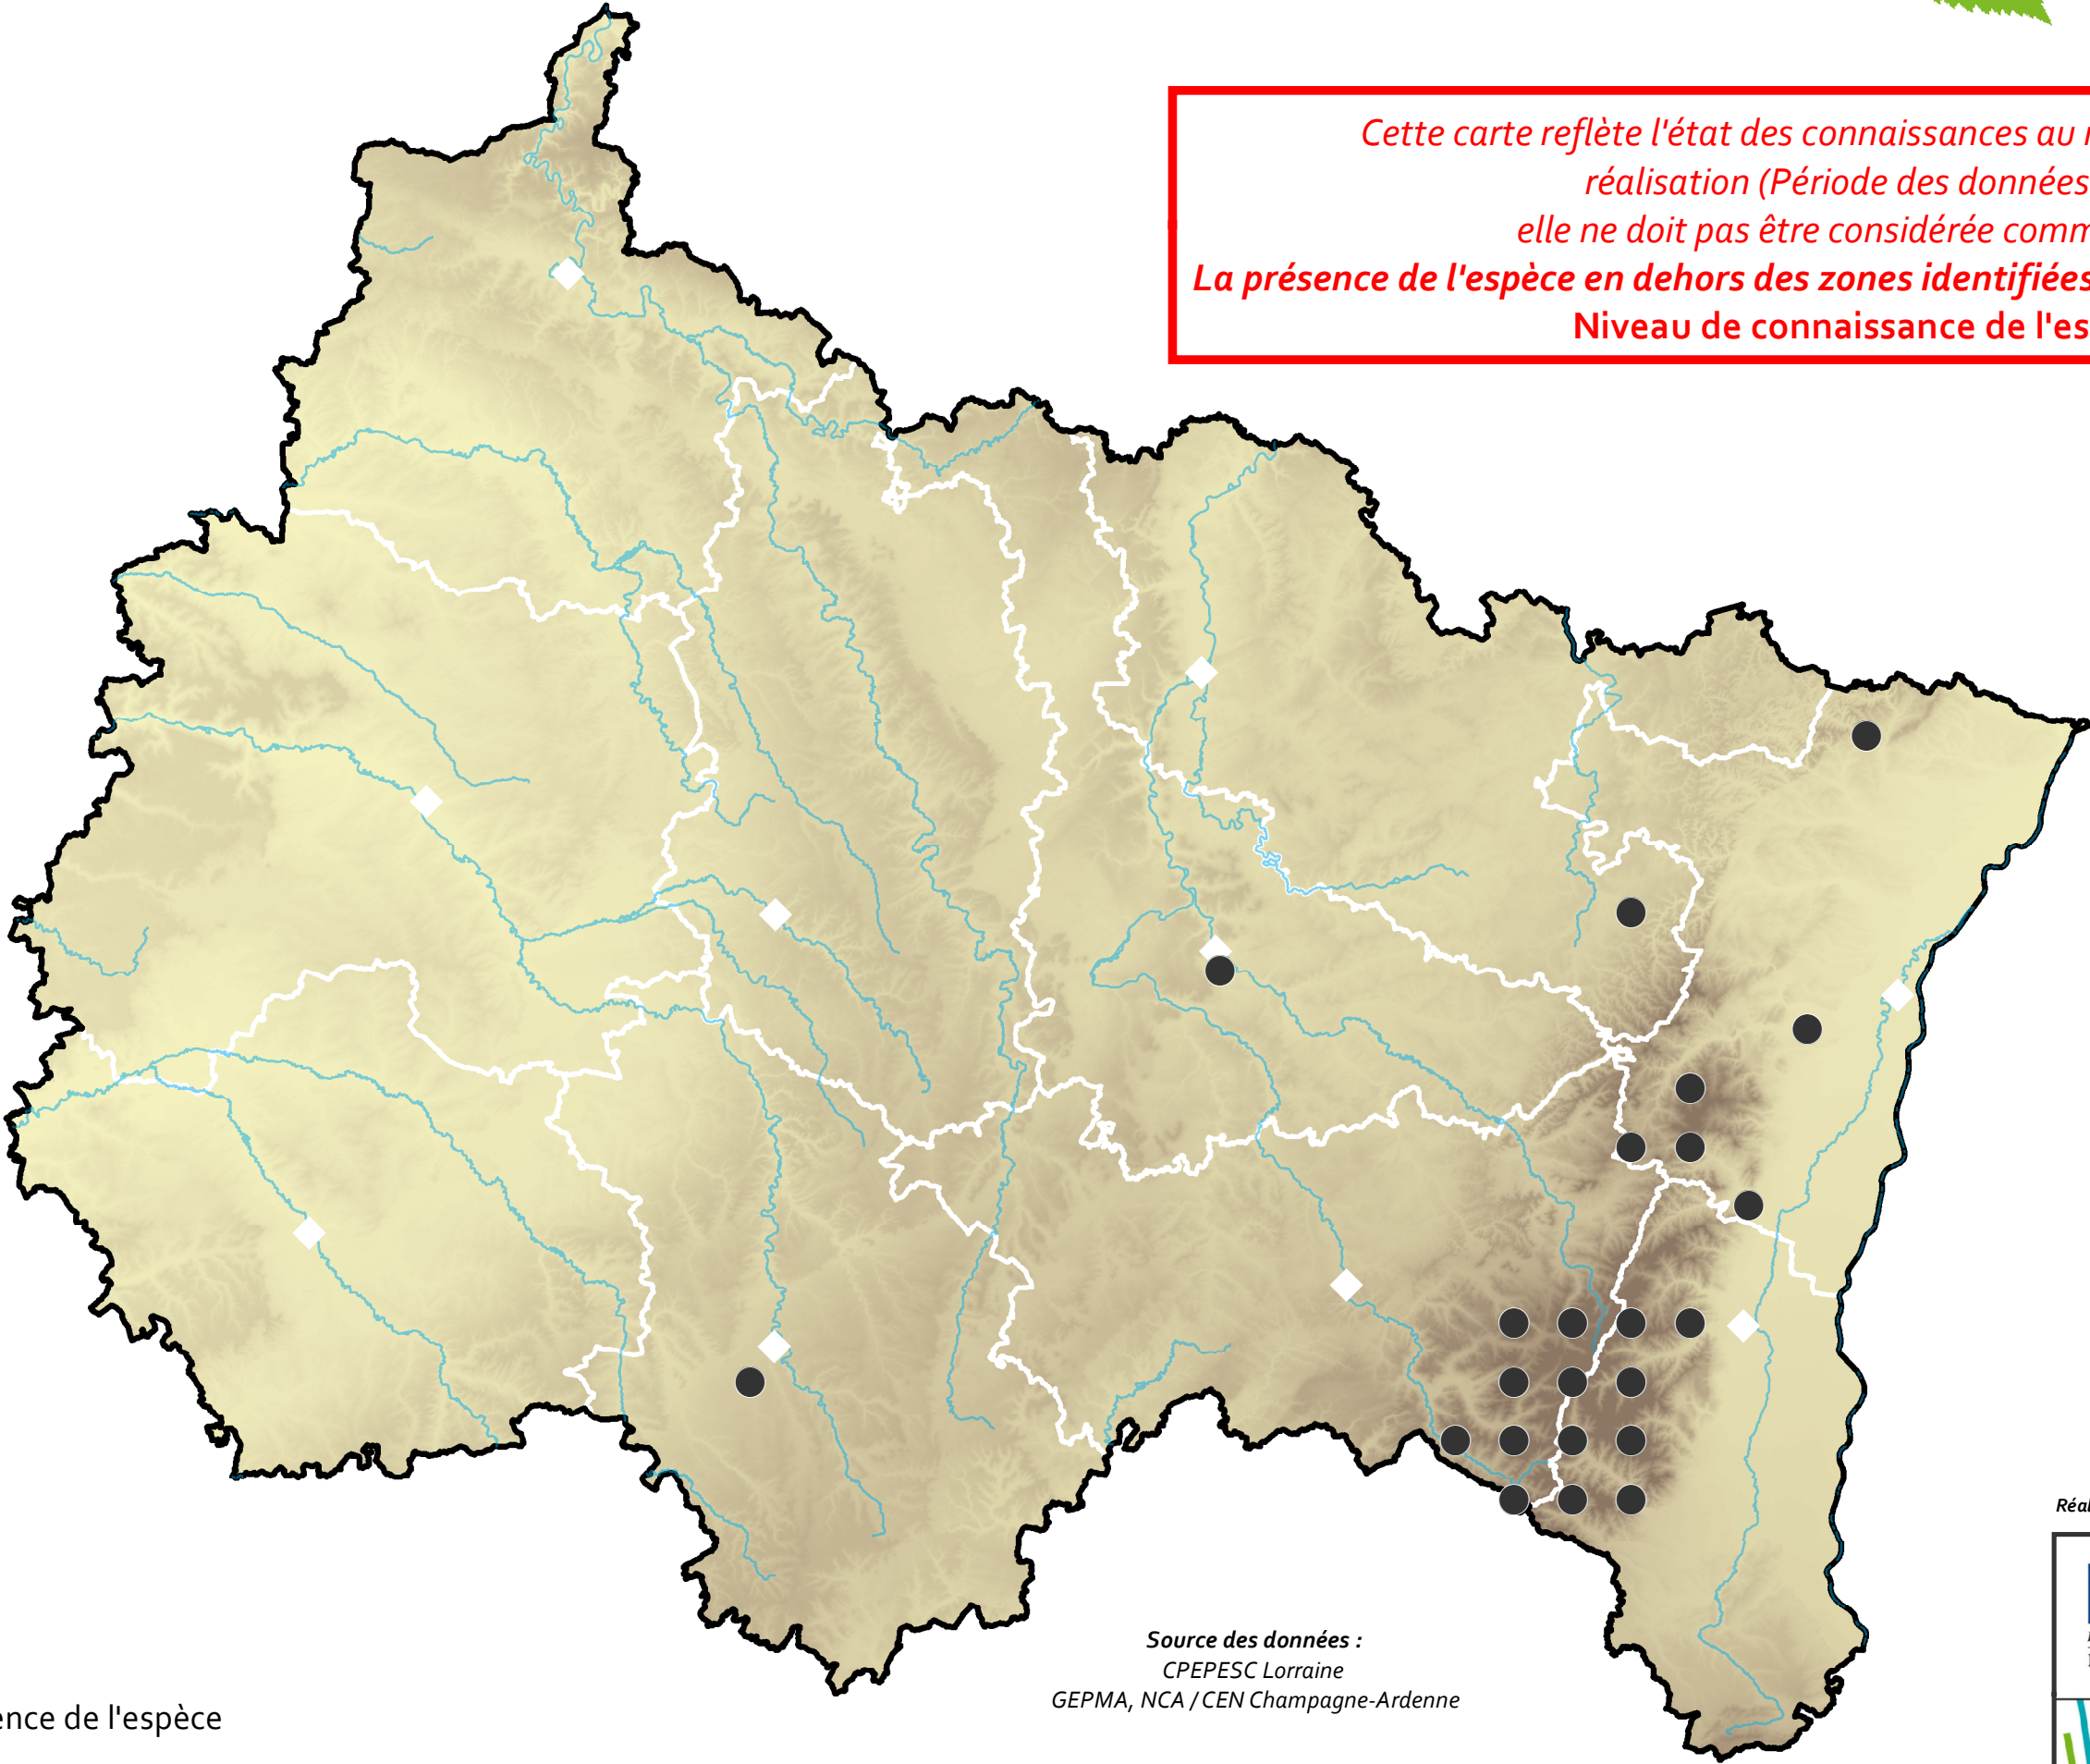 Cette carte reflète l'état des connaissances au
réalisation (Période des données
elle ne doit pas être considérée comm
La présence de l'espèce en dehors des zones identifiées
Niveau de connaissance de l'es
Réal
Source des données :
CPEPESC Lorraine
GEPMA, NCA / CEN Champagne-Ardenne
ence de l'espèce